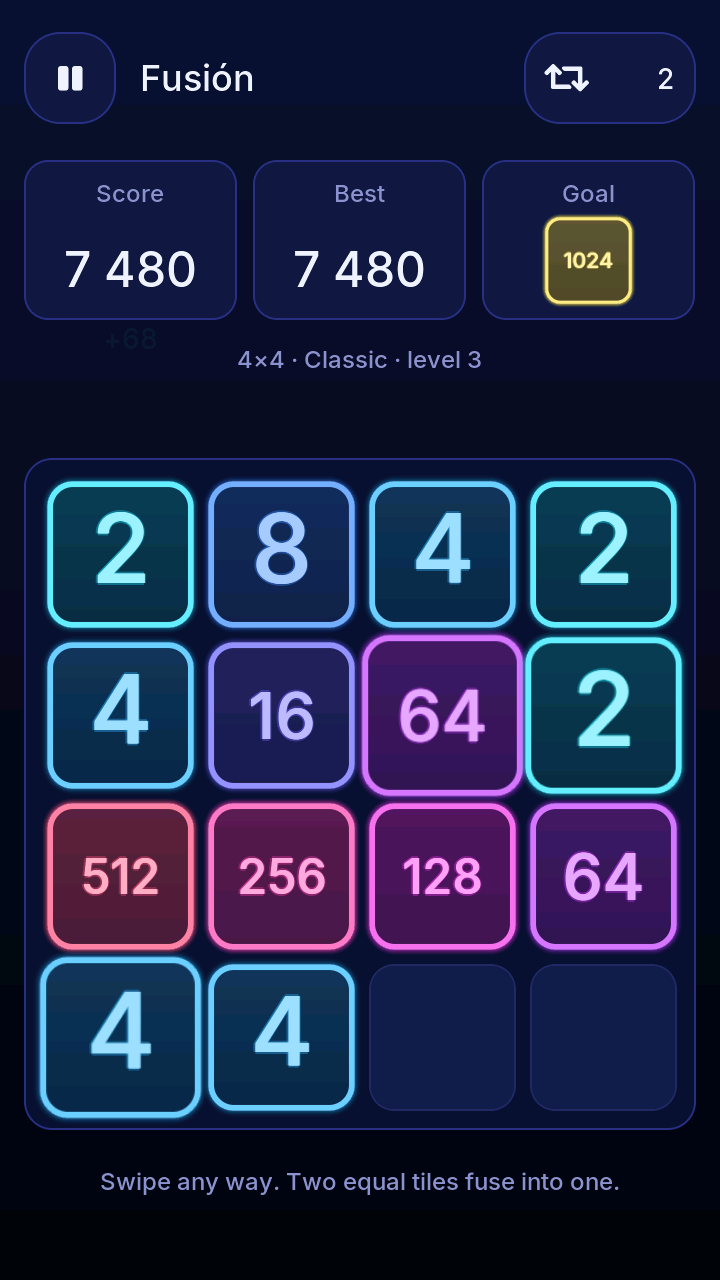 Fusión
2
Score
Best
Goal
7 480
7 480
1024
+68
4×4 · Classic · level 3
2 8 4 2
4 16 64 2
512 256 128 64
4 4
Swipe any way. Two equal tiles fuse into one.